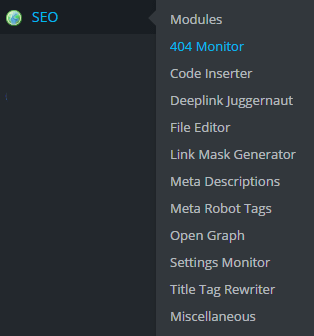 SEO
Modules
404 Monitor
Code Inserter
Deeplink Juggernaut
File Editor
Link Mask Generator
Meta Descriptions
Meta Robot Tags
Open Graph
Settings Monitor
Title Tag Rewriter
Miscellaneous